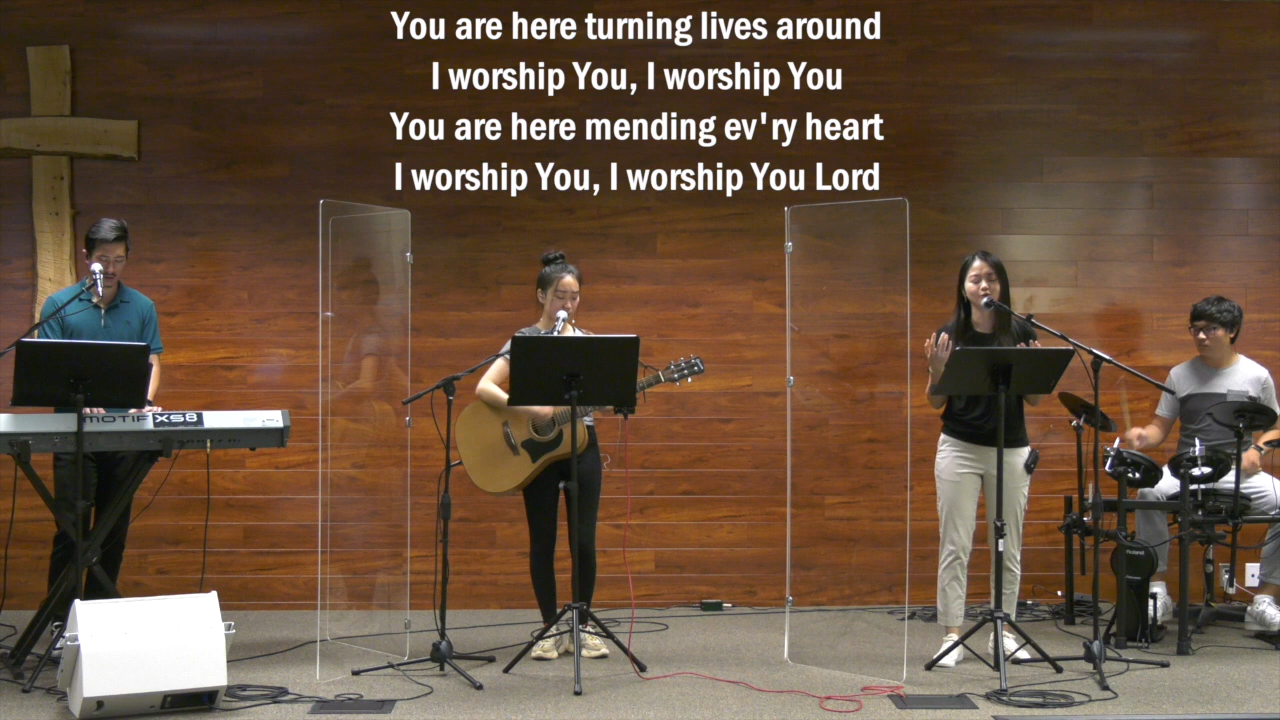 You are here turning lives around
I worship You, I worship You
You are here mending ev'ry heart
I worship You, I worship You Lord
MOTIF XS8
Roland